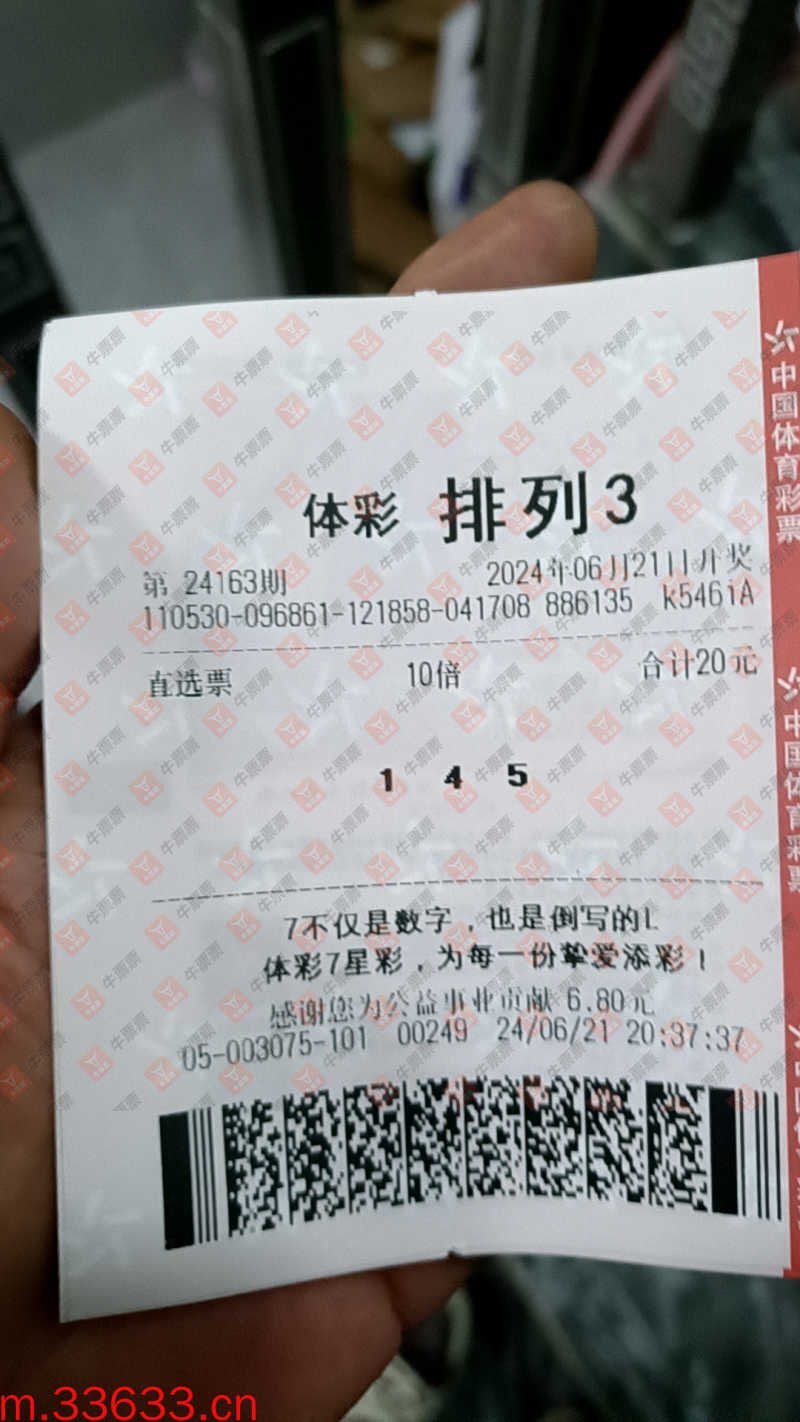 体彩 排列3
第 24163期 2024年06月21日开奖
110530-096861-121858-041708 886135 k546iA
直选票 10倍 合计20元
1 4 5
7不仅是数字，也是倒写的L
体彩7星彩，为每一份挚爱添彩！
感谢您为公益事业贡献 6.80元
05-003075-101 00249 24/06/21 20:37:37
中国体育彩票
中国体育彩票
牛票票
m.33633.cn